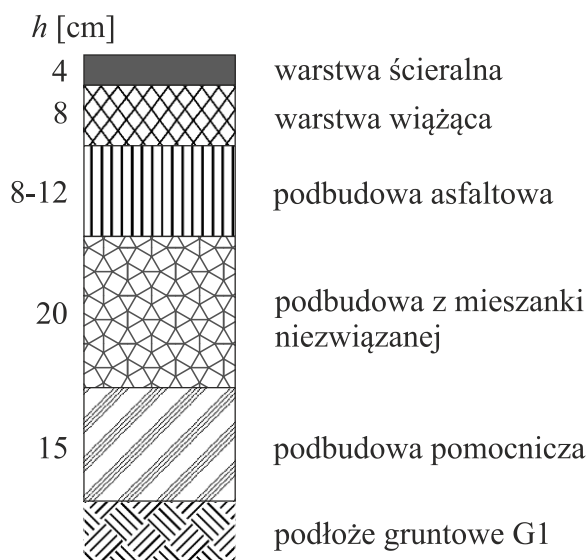 h [cm]
4 warstwa ścieralna
8 warstwa wiążąca
8-12 podbudowa asfaltowa
20 podbudowa z mieszanki
niezwiązanej
15 podbudowa pomocnicza
podłoże gruntowe G1